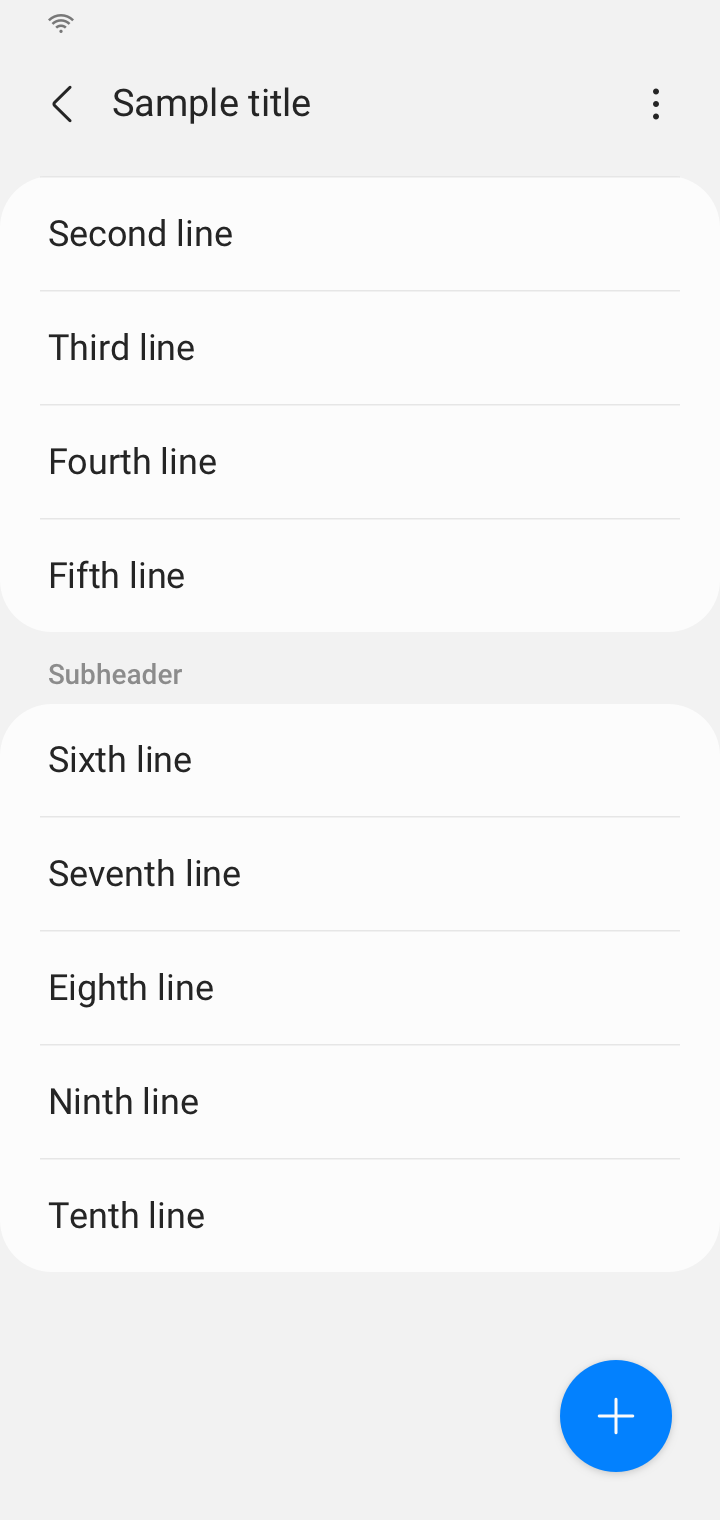 Sample title
Second line
Third line
Fourth line
Fifth line
Subheader
Sixth line
Seventh line
Eighth line
Ninth line
Tenth line